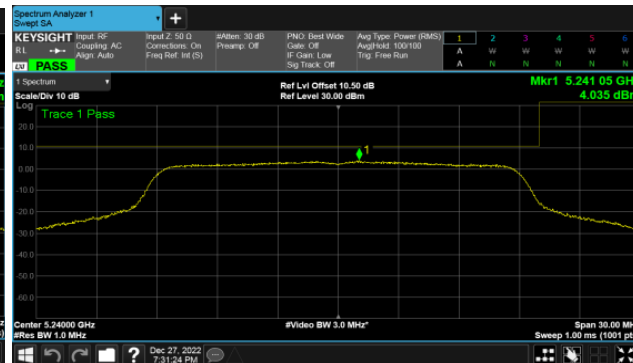 Spectrum Analyzer 1
Swept SA
KEYSIGHT Input: RF Input Z: 50 Ω #Atten: 30 dB PNO: Best Wide Avg Type: Power (RMS) 1 2 3 4 5 6
RL Coupling: AC Corrections: On Preamp: Off Gate: Off Avg|Hold: 100/100 A W W W W W
Align: Auto Freq Ref: Int (S) IF Gain: Low Trig: Free Run
LXI PASS Sig Track: Off A N N N N N
1 Spectrum Ref Lvl Offset 10.50 dB Mkr1 5.241 05 GH
Scale/Div 10 dB Ref Level 30.00 dBm 4.035 dBr
Log
Trace 1 Pass
20.0
10.0
1
0.00
-10.0
-20.0
-30.0
-40.0
-50.0
-60.0
Center 5.24000 GHz #Video BW 3.0 MHz* Span 30.00 MH
#Res BW 1.0 MHz Sweep 1.00 ms (1001 pt
? Dec 27, 2022
7:31:24 PM